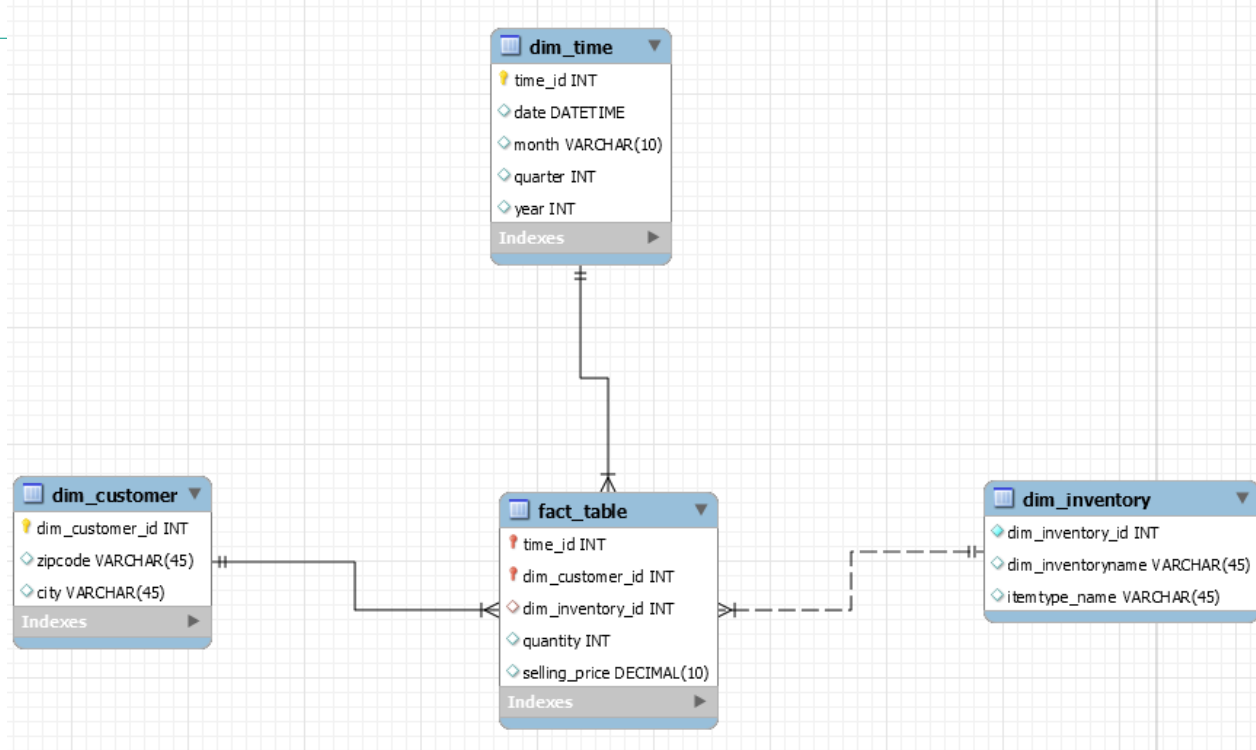 dim_time
time_id INT
date DATETIME
month VARCHAR(10)
quarter INT
year INT
Indexes
dim_customer
dim_customer_id INT
zipcode VARCHAR(45)
city VARCHAR(45)
Indexes
fact_table
time_id INT
dim_customer_id INT
dim_inventory_id INT
quantity INT
selling_price DECIMAL(10)
Indexes
dim_inventory
dim_inventory_id INT
dim_inventoryname VARCHAR(45)
itemtype_name VARCHAR(45)